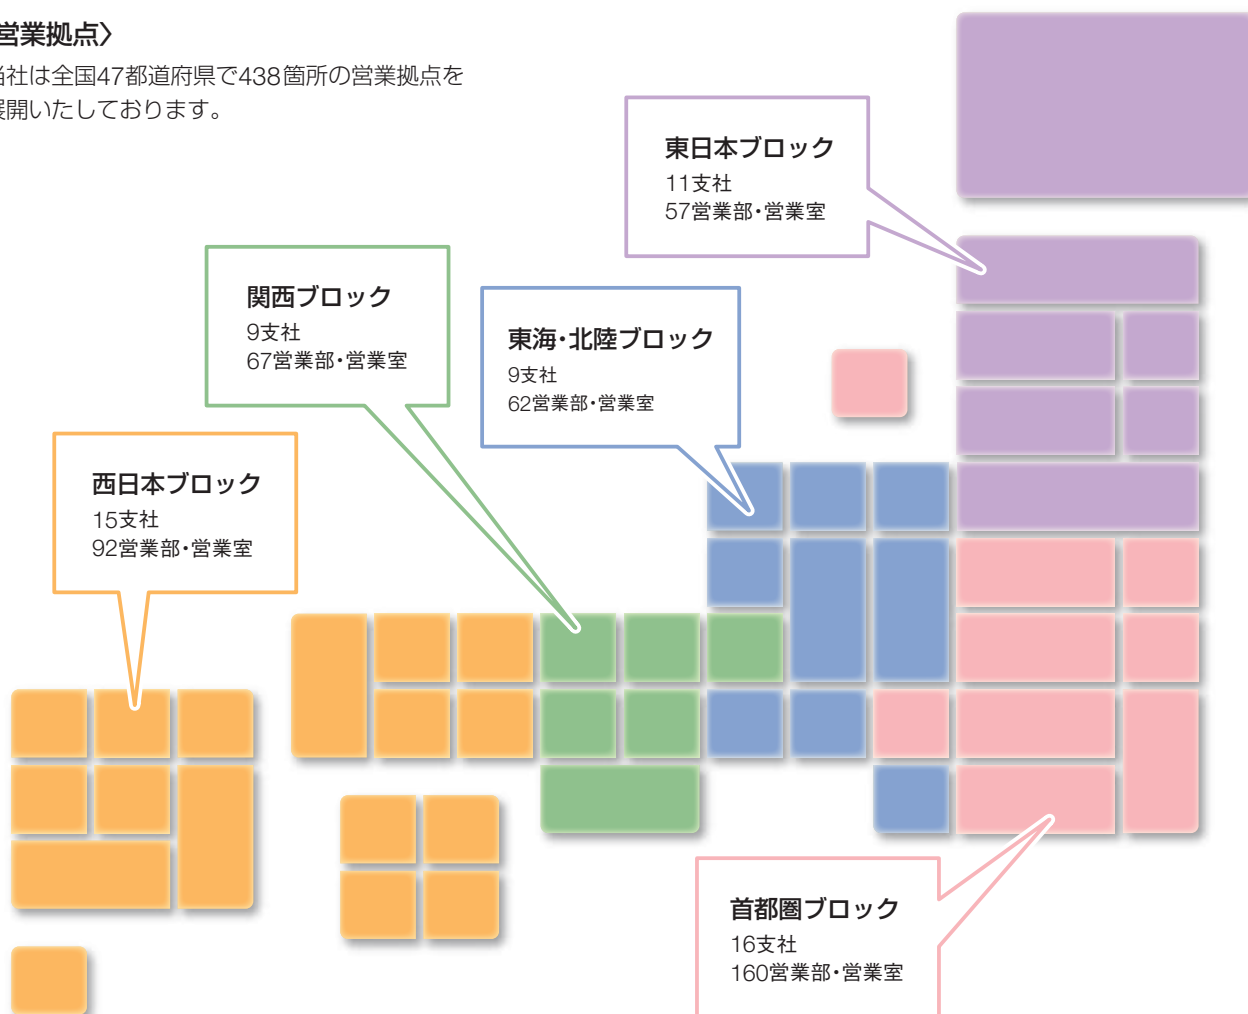 営業拠点〉
当社は全国47都道府県で438箇所の営業拠点を
展開いたしております。
東日本ブロック
11支社
57営業部・営業室
関西ブロック
9支社
67営業部・営業室
東海・北陸ブロック
9支社
62営業部・営業室
西日本ブロック
15支社
92営業部・営業室
首都圏ブロック
16支社
160営業部・営業室